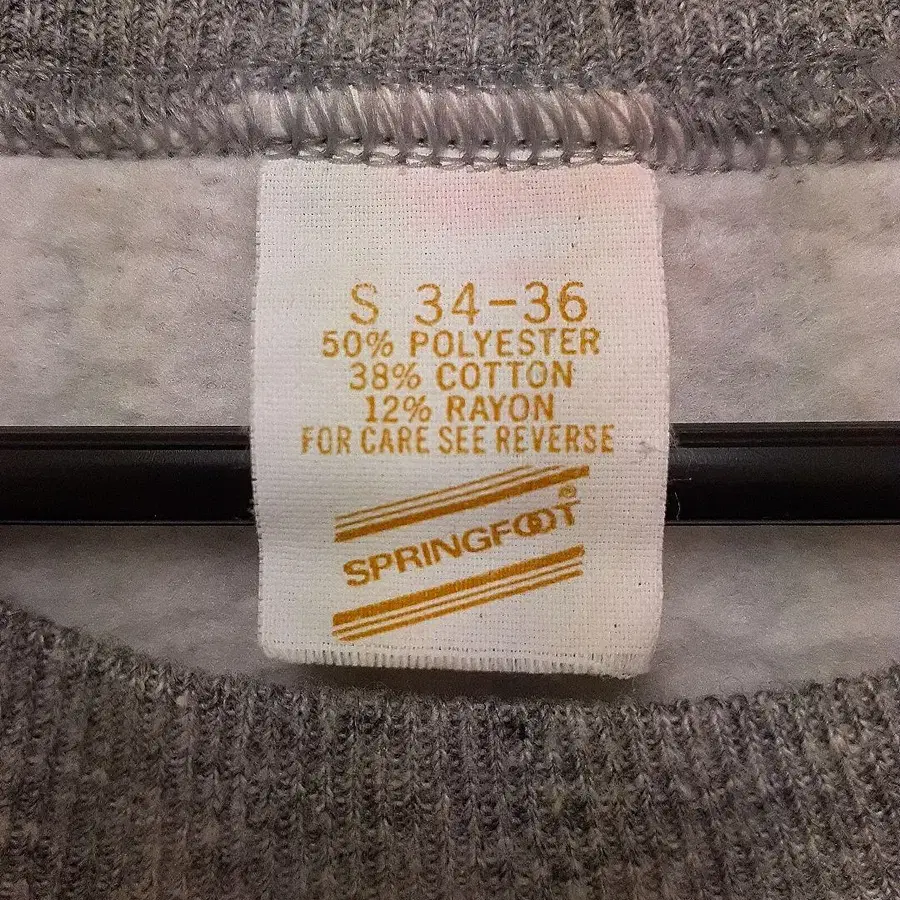 S 34-36
50% POLYESTER
38% COTTON
12% RAYON
FOR CARE SEE REVERSE
SPRINGFOOT®